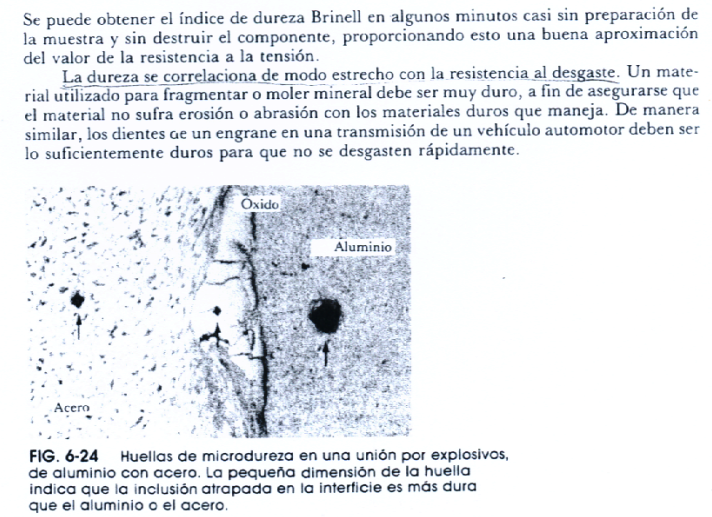 Se puede obtener el índice de dureza Brinell en algunos minutos casi sin preparación de
la muestra y sin destruir el componente, proporcionando esto una buena aproximación
del valor de la resistencia a la tensión.
La dureza se correlaciona de modo estrecho con la resistencia al desgaste. Un mate-
rial utilizado para fragmentar o moler mineral debe ser muy duro, a fin de asegurarse que
el material no sufra erosión o abrasión con los materiales duros que maneja. De manera
similar, los dientes de un engrane en una transmisión de un vehículo automotor deben ser
lo suficientemente duros para que no se desgasten rápidamente.
Óxido
Aluminio
Acero
FIG. 6-24 Huellas de microdureza en una unión por explosivos,
de aluminio con acero. La pequeña dimensión de la huella
indica que la inclusión atrapada en la interficie es más dura
que el aluminio o el acero.